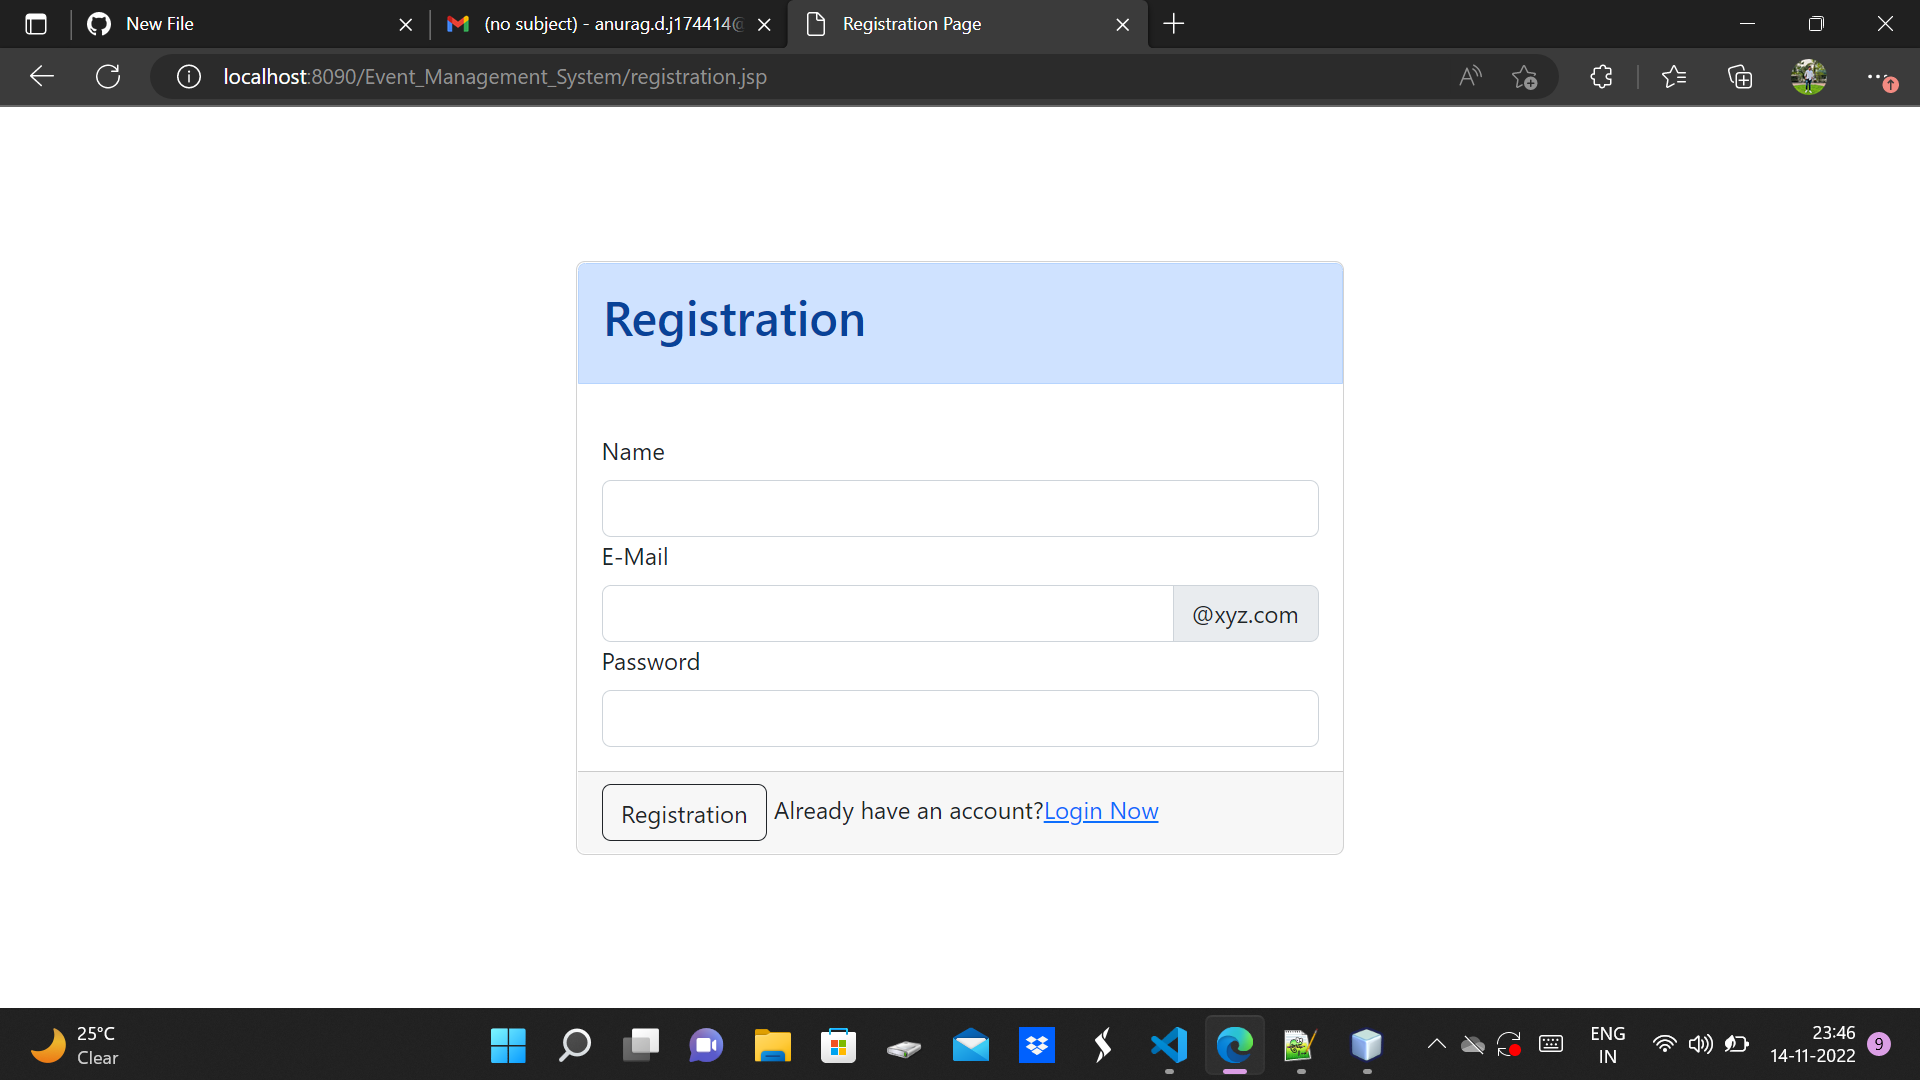 New File
(no subject) - anurag.d.j174414@
Registration Page
localhost:8090/Event_Management_System/registration.jsp
Registration
Name
E-Mail
@xyz.com
Password
Registration Already have an account?Login Now
25°C
Clear
ENG
IN
23:46
14-11-2022
9